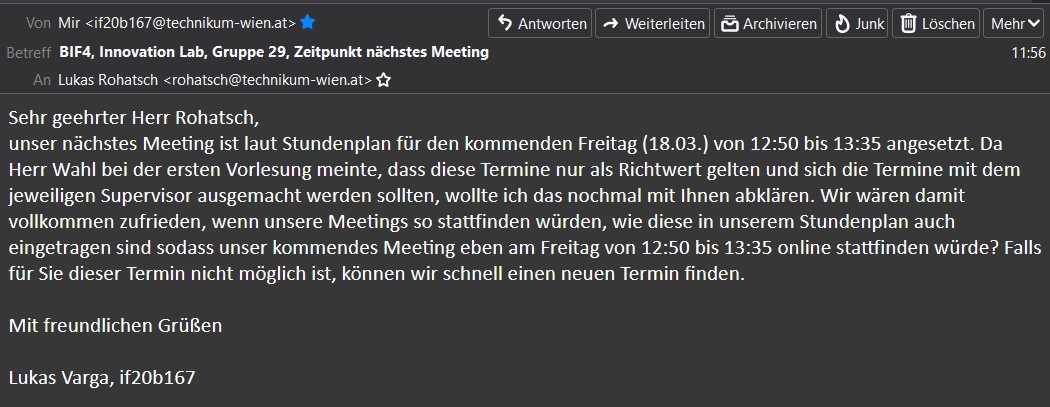 Von Mir <if20b167@technikum-wien.at> Antworten Weiterleiten Archivieren Junk Löschen Mehr
Betreff BIF4, Innovation Lab, Gruppe 29, Zeitpunkt nächstes Meeting 11:56
An Lukas Rohatsch <rohatsch@technikum-wien.at>
Sehr geehrter Herr Rohatsch,
unser nächstes Meeting ist laut Stundenplan für den kommenden Freitag (18.03.) von 12:50 bis 13:35 angesetzt. Da
Herr Wahl bei der ersten Vorlesung meinte, dass diese Termine nur als Richtwert gelten und sich die Termine mit dem
jeweiligen Supervisor ausgemacht werden sollten, wollte ich das nochmal mit Ihnen abklären. Wir wären damit
vollkommen zufrieden, wenn unsere Meetings so stattfinden würden, wie diese in unserem Stundenplan auch
eingetragen sind sodass unser kommendes Meeting eben am Freitag von 12:50 bis 13:35 online stattfinden würde? Falls
für Sie dieser Termin nicht möglich ist, können wir schnell einen neuen Termin finden.
Mit freundlichen Grüßen
Lukas Varga, if20b167